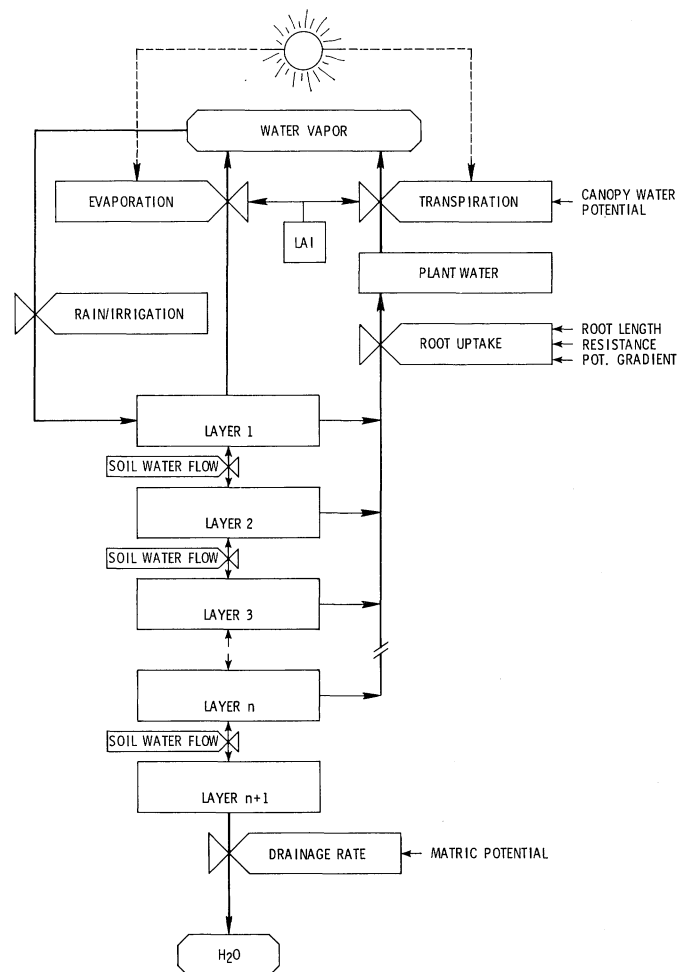 WATER VAPOR
EVAPORATION
TRANSPIRATION
CANOPY WATER
POTENTIAL
LAI
PLANT WATER
RAIN/IRRIGATION
ROOT UPTAKE
ROOT LENGTH
RESISTANCE
POT. GRADIENT
LAYER 1
SOIL WATER FLOW
LAYER 2
SOIL WATER FLOW
LAYER 3
LAYER n
SOIL WATER FLOW
LAYER n+1
DRAINAGE RATE
MATRIC POTENTIAL
H2O